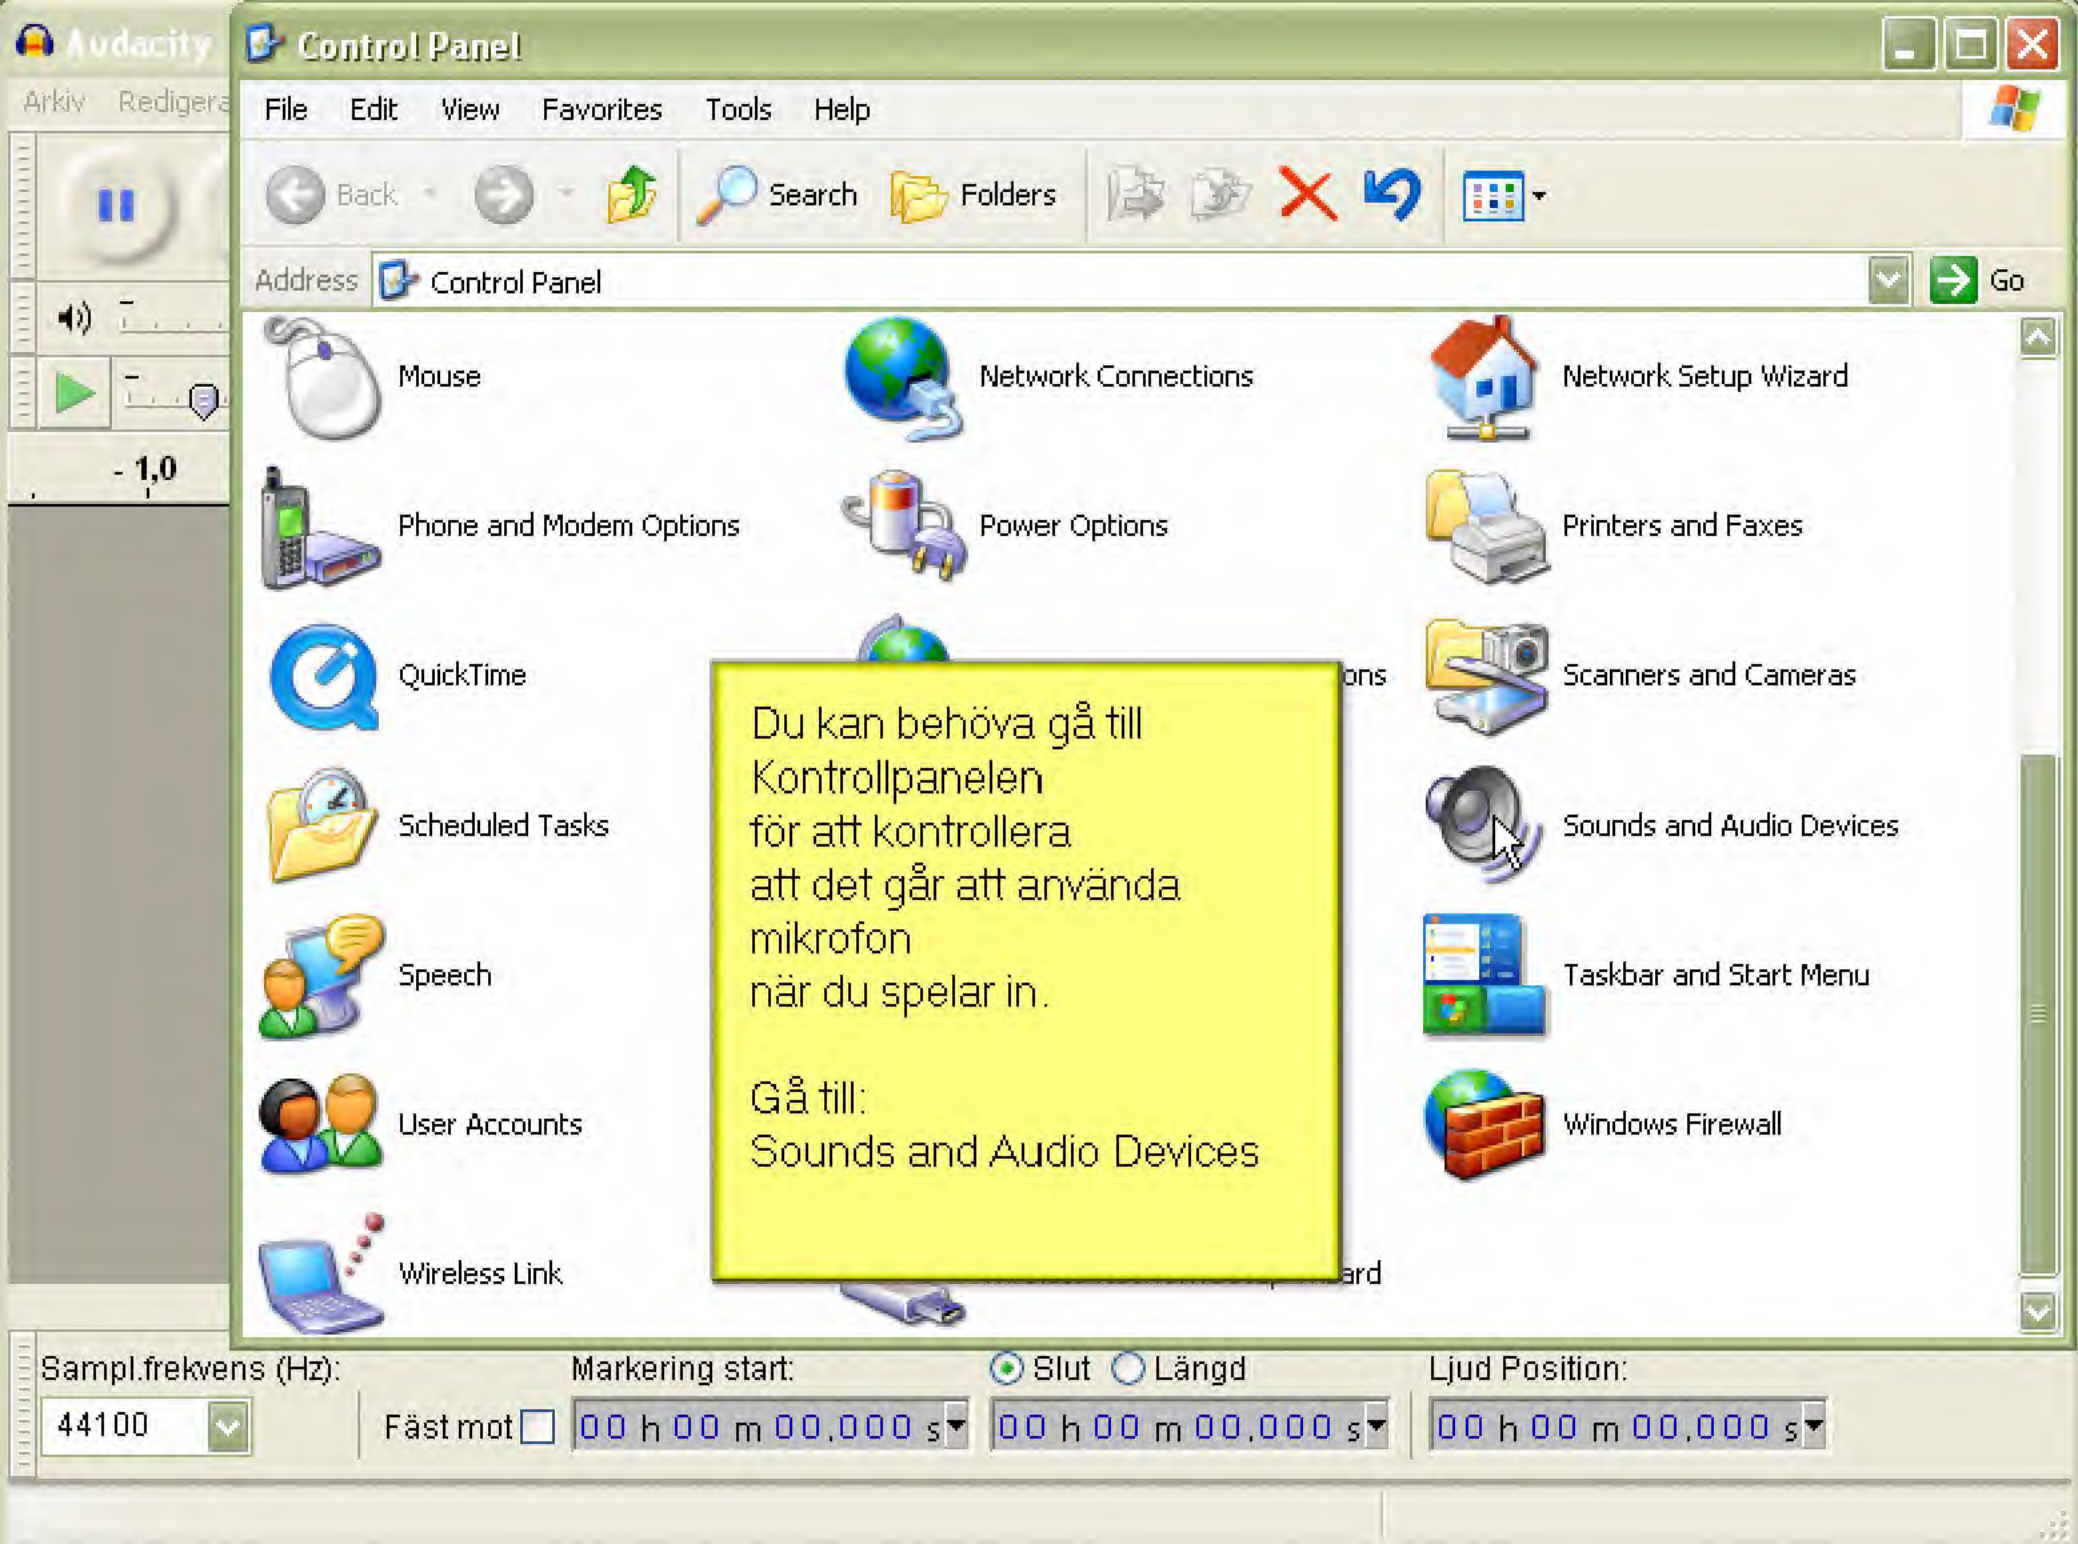 Audacity
Control Panel
Arkiv Redigera
File Edit View Favorites Tools Help
Back Search Folders
Address Control Panel Go
- 1,0
Mouse Network Connections Network Setup Wizard
Phone and Modem Options Power Options Printers and Faxes
QuickTime ons Scanners and Cameras
Scheduled Tasks Sounds and Audio Devices
Speech Taskbar and Start Menu
User Accounts Windows Firewall
Wireless Link ard
Du kan behöva gå till
Kontrollpanelen
för att kontrollera
att det går att använda
mikrofon
när du spelar in.
Gå till:
Sounds and Audio Devices
Sampl.frekvens (Hz): Markering start: Slut Längd Ljud Position:
44100 Fäst mot 00 h 00 m 00.000 s 00 h 00 m 00.000 s 00 h 00 m 00.000 s